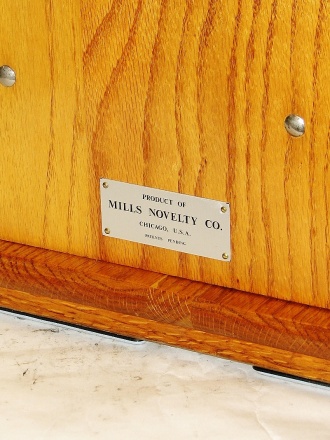 PRODUCT OF
MILLS NOVELTY CO.
CHICAGO, U.S.A.
PATENTS PENDING